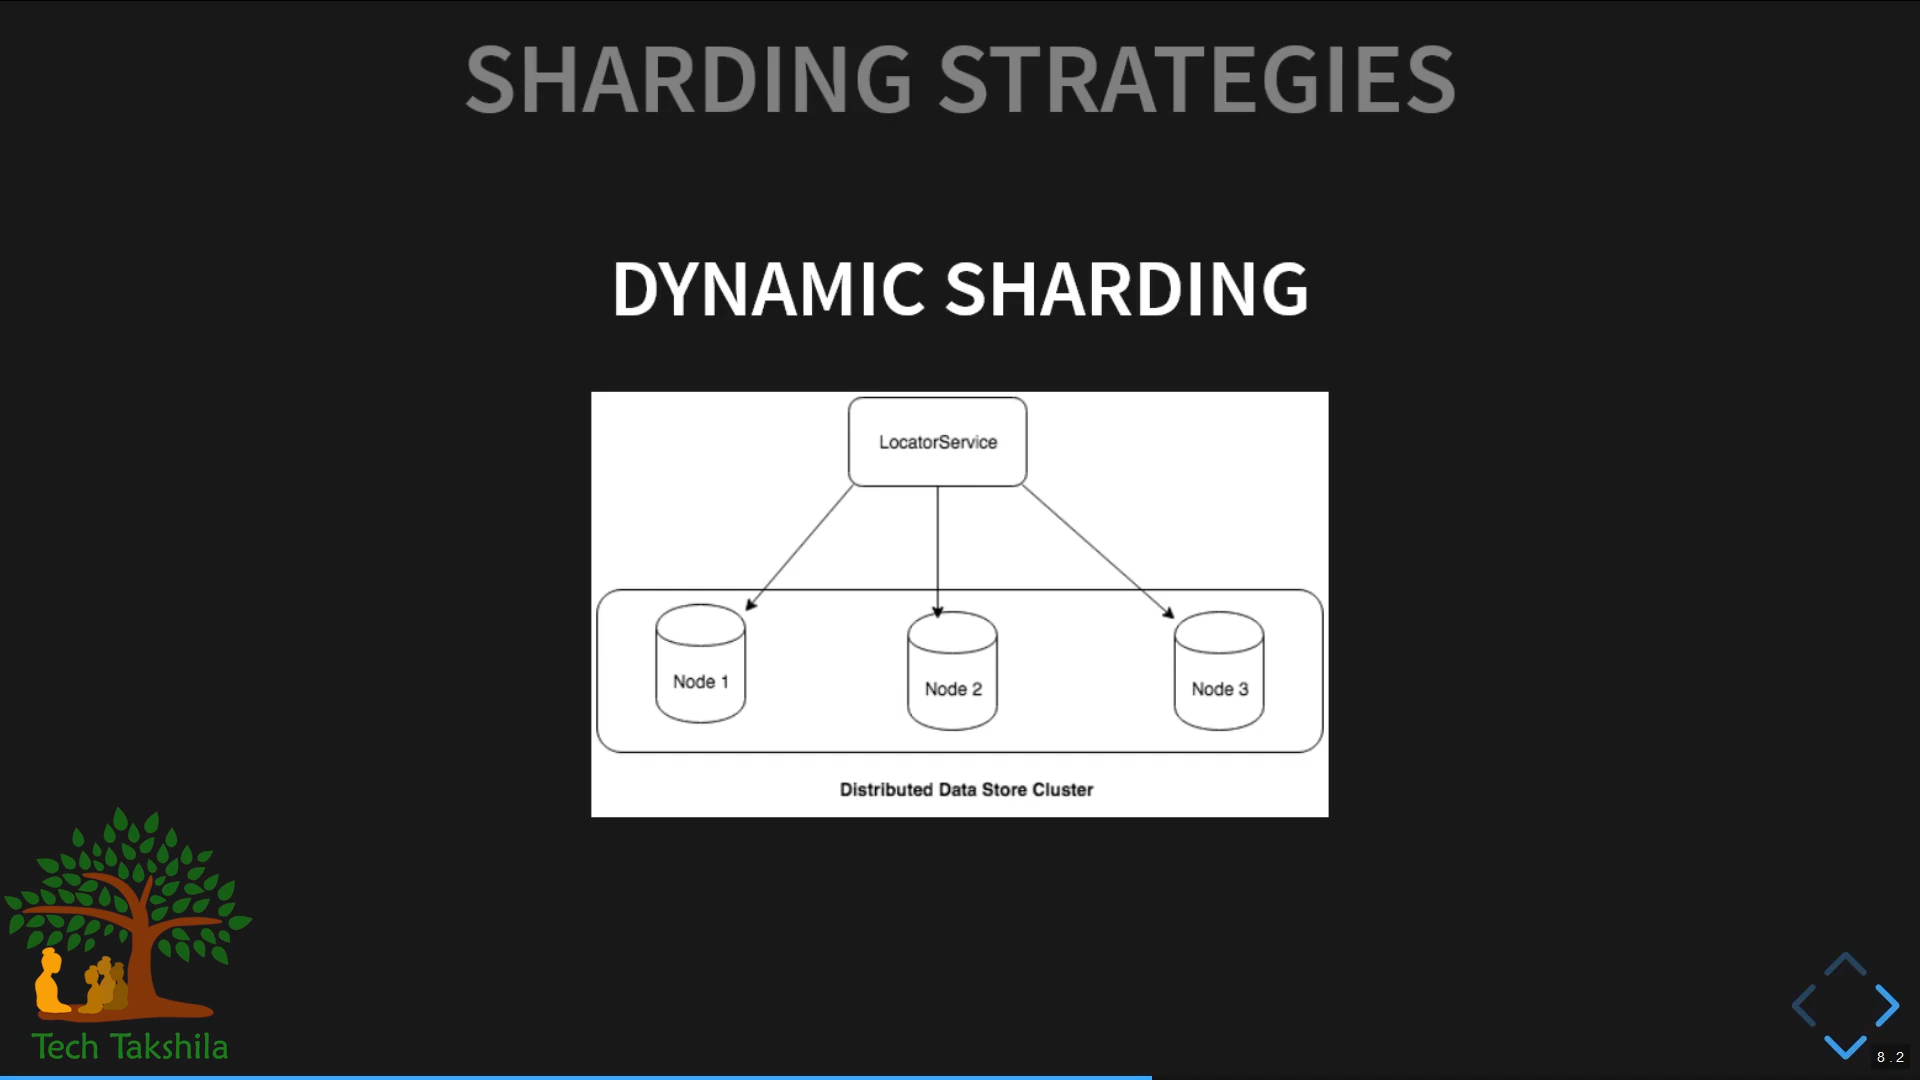 SHARDING STRATEGIES
DYNAMIC SHARDING
LocatorService
Node 1
Node 2
Node 3
Distributed Data Store Cluster
Tech Takshila
8.2